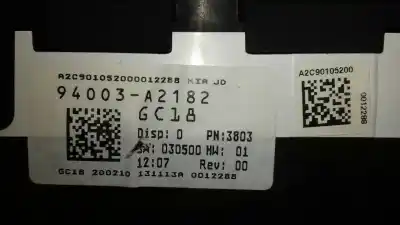 A2C9010520000012288 KIA JD
94003-A2182
GC18
Disp: 0 PN:3803
SW: 030500 HW: 01
12:07 Rev: 00
GC18 200210 131113A 0012288
A2C90105200
0012288